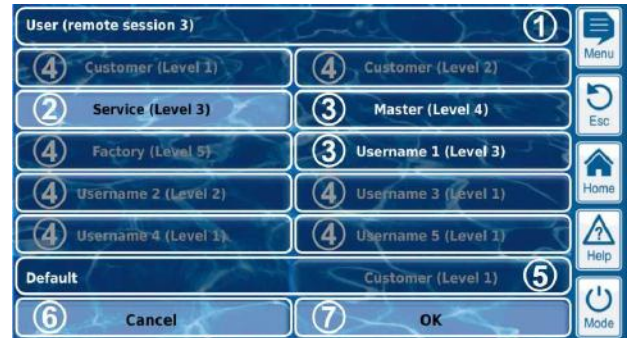 User (remote session 3) 1
4 Customer (Level 1) 4 Customer (Level 2)
2 Service (Level 3) 3 Master (Level 4)
4 Factory (Level 5) 3 Username 1 (Level 3)
4 Username 2 (Level 2) 4 Username 3 (Level 1)
4 Username 4 (Level 1) 4 Username 5 (Level 1)
Default Customer (Level 1) 5
6 Cancel 7 OK
Menu
Esc
Home
?
Help
Mode